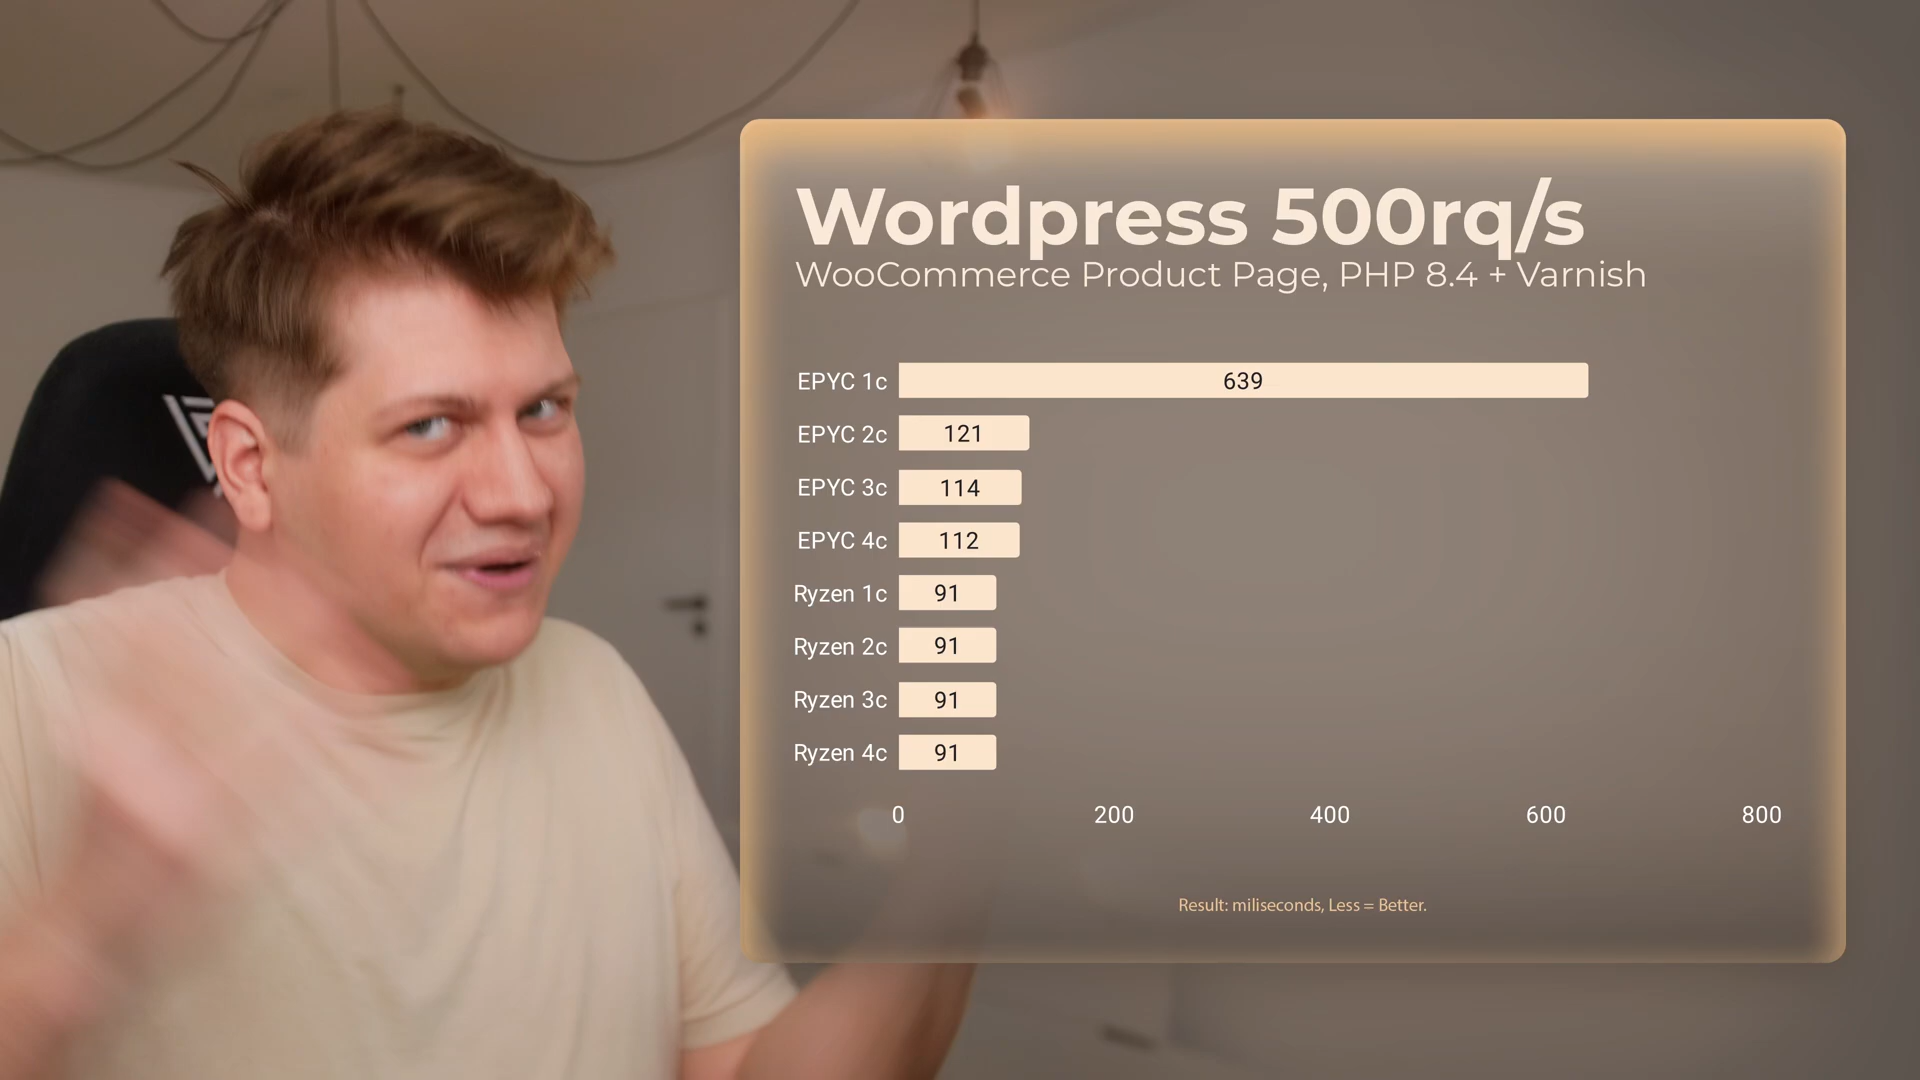 Wordpress 500rq/s
WooCommerce Product Page, PHP 8.4 + Varnish
EPYC 1c 639
EPYC 2c 121
EPYC 3c 114
EPYC 4c 112
Ryzen 1c 91
Ryzen 2c 91
Ryzen 3c 91
Ryzen 4c 91
0 200 400 600 800
Result: miliseconds, Less = Better.